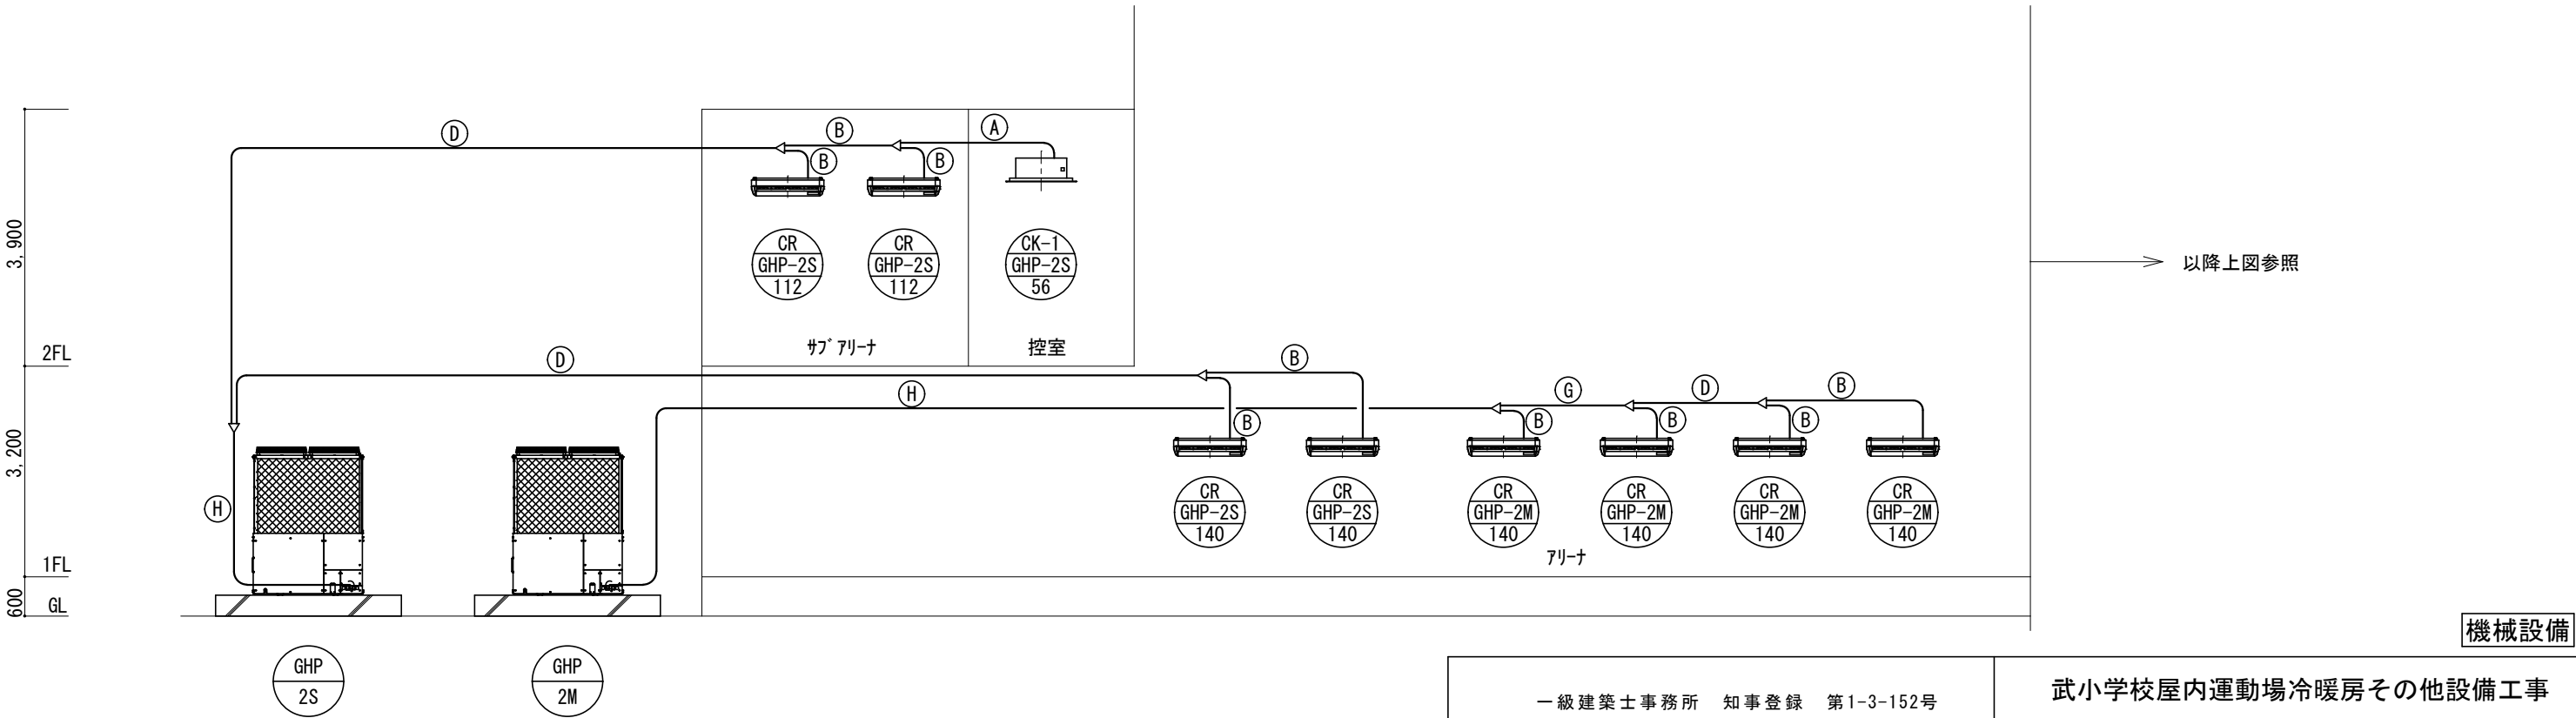 D
B
A
B
B
CR
GHP-2S
112
CR
GHP-2S
112
CK-1
GHP-2S
56
3,900
以降上図参照
ｻﾌﾞｱﾘｰﾅ
控室
2FL
D
B
H
G
D
B
B
B
B
B
3,200
H
CR
GHP-2S
140
CR
GHP-2S
140
CR
GHP-2M
140
CR
GHP-2M
140
CR
GHP-2M
140
CR
GHP-2M
140
ｱﾘｰﾅ
1FL
600
GL
機械設備
GHP
2S
GHP
2M
一級建築士事務所 知事登録 第1-3-152号
武小学校屋内運動場冷暖房その他設備工事